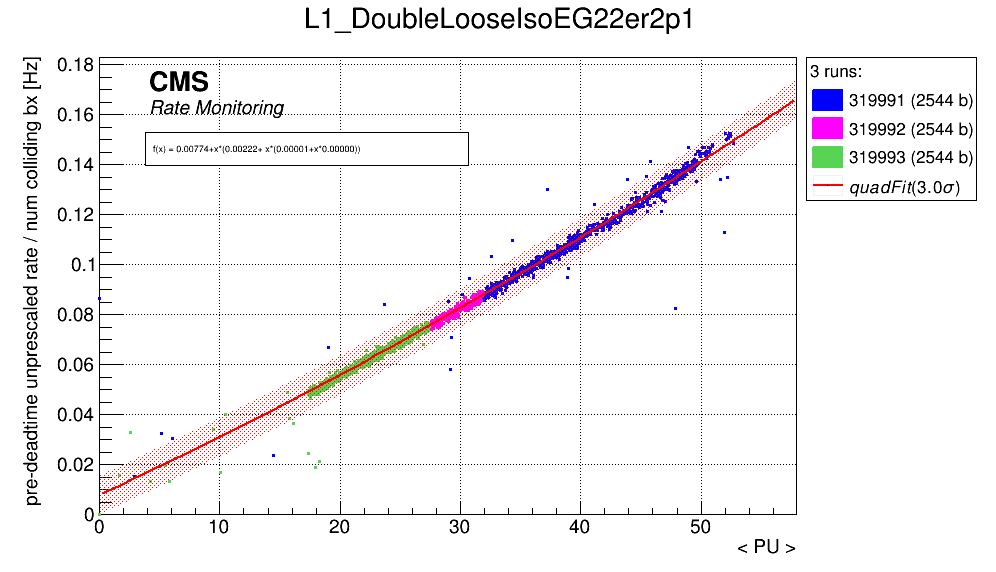 L1_DoubleLooseIsoEG22er2p1
CMS
Rate Monitoring
f(x) = 0.00774+x*(0.00222+ x*(0.00001+x*0.00000))
pre-deadtime unprescaled rate / num colliding bx [Hz]
0.18
0.16
0.14
0.12
0.1
0.08
0.06
0.04
0.02
0
0 10 20 30 40 50
< PU >
3 runs:
319991 (2544 b)
319992 (2544 b)
319993 (2544 b)
quadFit(3.0σ)